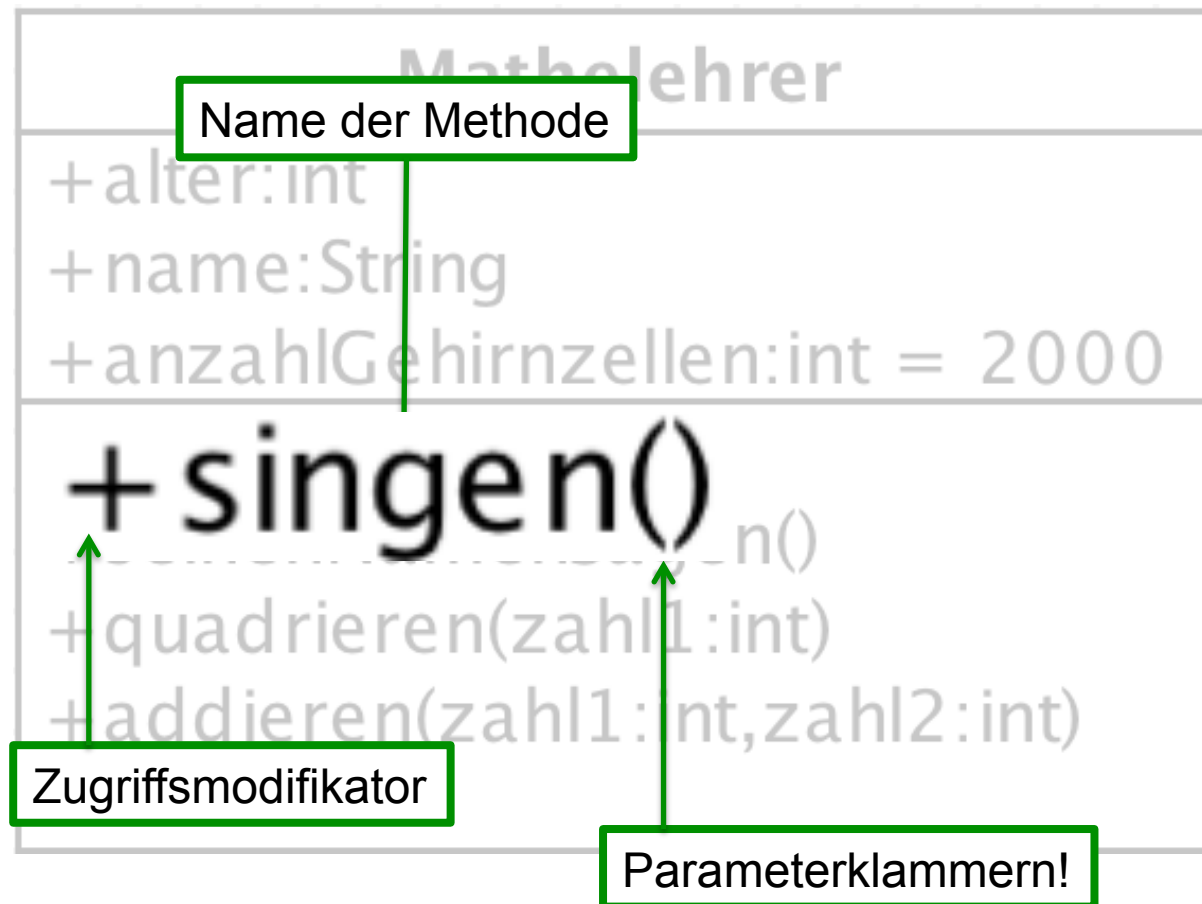 Mathelehrer
Name der Methode
+alter:int
+name:String
+anzahlGehirnzellen:int = 2000
+singen()
n()
+quadrieren(zahl1:int)
+addieren(zahl1:int,zahl2:int)
Zugriffsmodifikator
Parameterklammern!